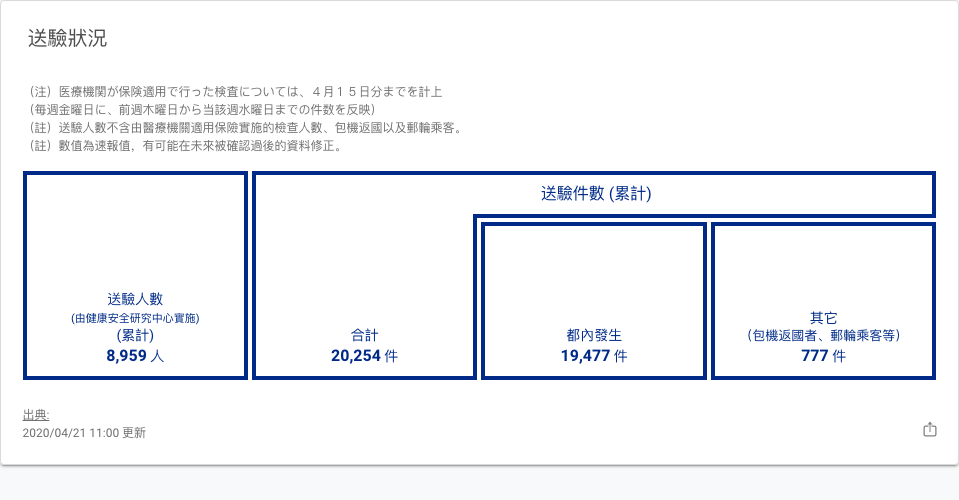 送驗狀況
（注）医療機関が保険適用で行った検査については、４月１５日分までを計上
（毎週金曜日に、前週木曜日から当該週水曜日までの件数を反映）
（註）送驗人數不含由醫療機關適用保險實施的檢查人數、包機返國以及郵輪乘客。
（註）數值為速報值，有可能在未來被確認過後的資料修正。
送驗件數 (累計)
送驗人數
(由健康安全研究中心實施)
(累計)
8,959 人
合計
20,254 件
都內發生
19,477 件
其它
（包機返國者、郵輪乘客等）
777 件
出典:
2020/04/21 11:00 更新